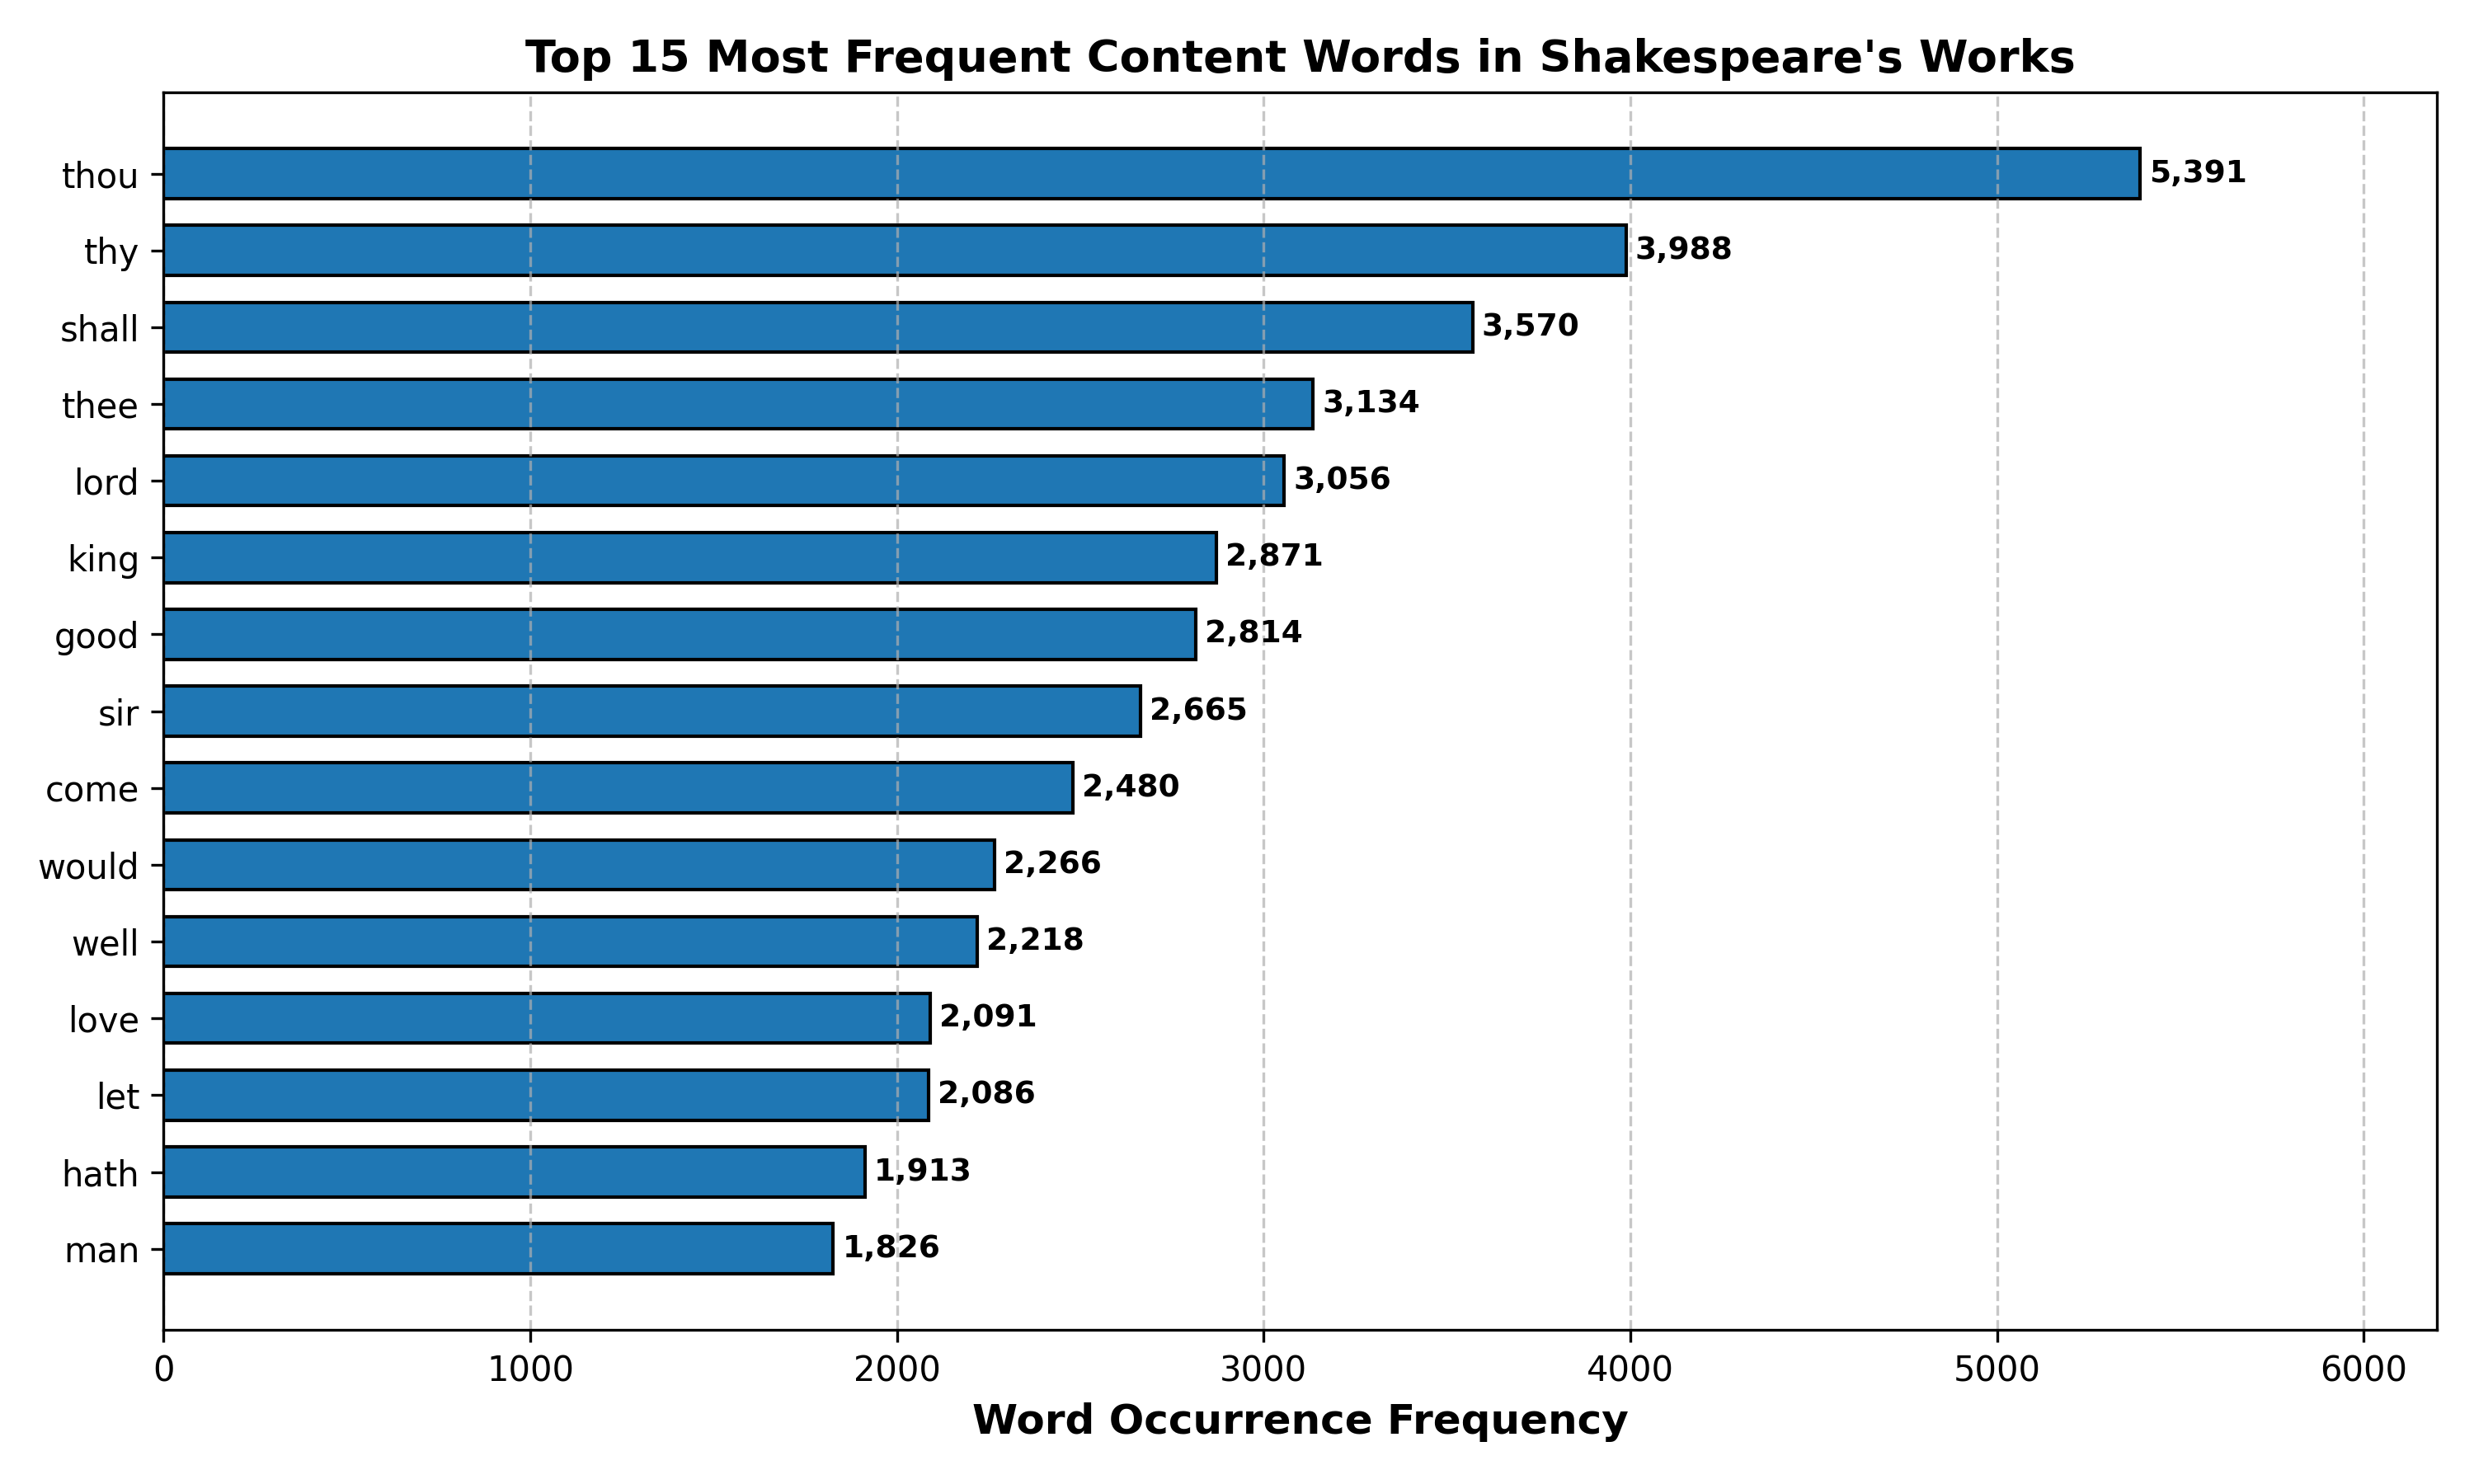 Top 15 Most Frequent Content Words in Shakespeare's Works
thou 5,391
thy 3,988
shall 3,570
thee 3,134
lord 3,056
king 2,871
good 2,814
sir 2,665
come 2,480
would 2,266
well 2,218
love 2,091
let 2,086
hath 1,913
man 1,826
0 1000 2000 3000 4000 5000 6000
Word Occurrence Frequency